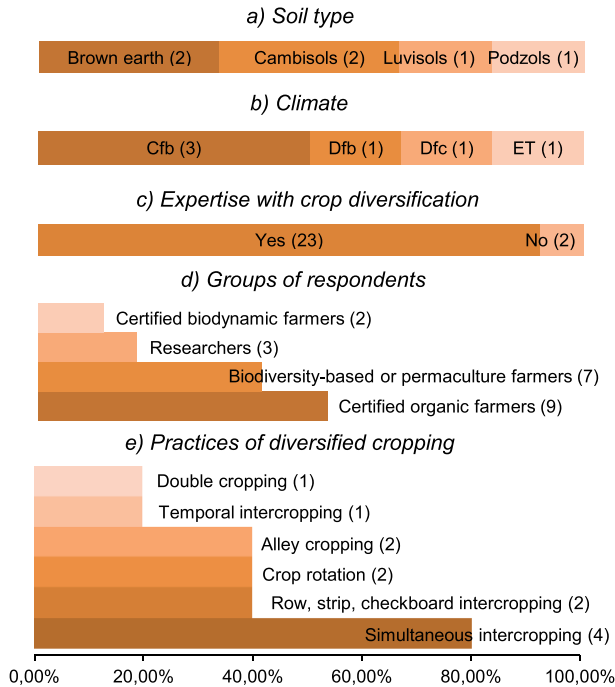 a) Soil type
Brown earth (2) Cambisols (2) Luvisols (1) Podzols (1)
b) Climate
Cfb (3) Dfb (1) Dfc (1) ET (1)
c) Expertise with crop diversification
Yes (23) No (2)
d) Groups of respondents
Certified biodynamic farmers (2)
Researchers (3)
Biodiversity-based or permaculture farmers (7)
Certified organic farmers (9)
e) Practices of diversified cropping
Double cropping (1)
Temporal intercropping (1)
Alley cropping (2)
Crop rotation (2)
Row, strip, checkboard intercropping (2)
Simultaneous intercropping (4)
0,00% 20,00% 40,00% 60,00% 80,00% 100,00%